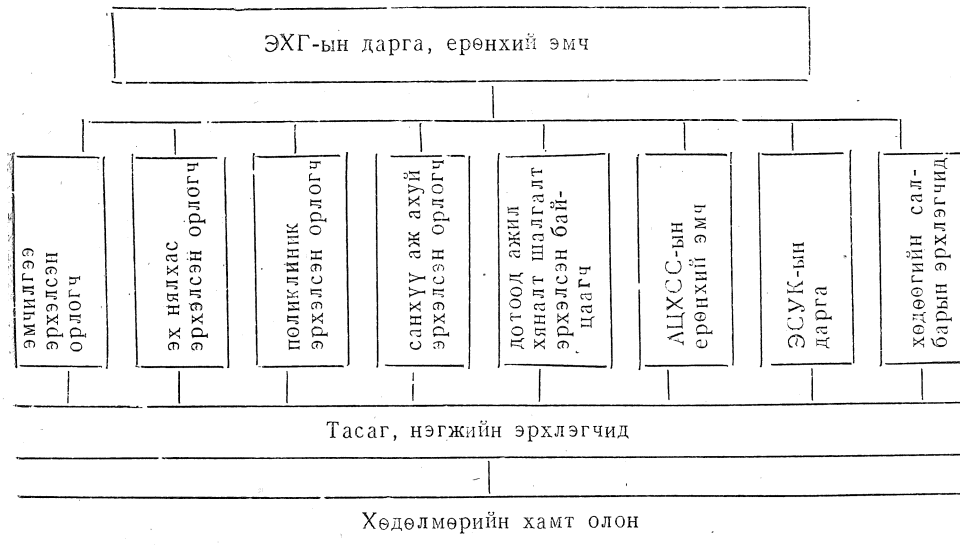 ЭХГ-ын дарга, ерөнхий эмч
эмчилгээ
эрхэлсэн
орлогч
эх нялхас
эрхэлсэн орлогч
поликлиник
эрхэлсэн орлогч
санхүү аж ахуй
эрхэлсэн орлогч
дотоод ажил
хяналт шалгалт
эрхэлсэн бай-
цаагч
АЦХСС-ын
ерөнхий эмч
ЭСУК-ын
дарга
хөдөөгийн сал-
барын эрхлэгчид
Тасаг, нэгжийн эрхлэгчид
Хөдөлмөрийн хамт олон